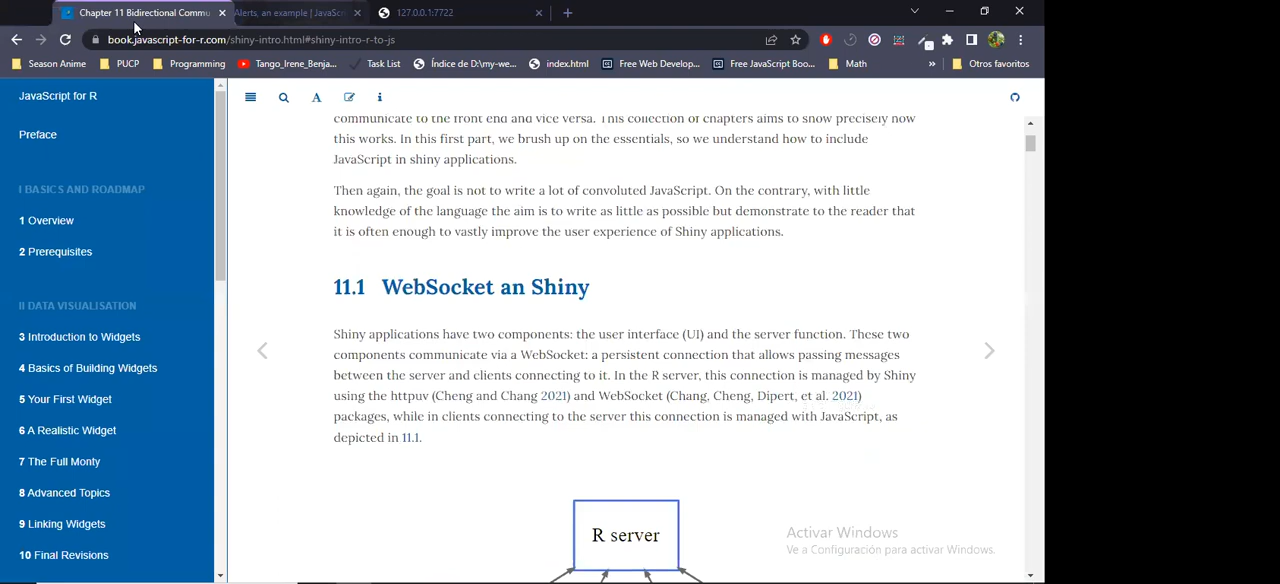 Chapter 11 Bidirectional Commu
Alerts, an example | JavaScri
127.0.0.1:7722
book.javascript-for-r.com/shiny-intro.html#shiny-intro-r-to-js
Season Anime
PUCP
Programming
Tango_Irene_Benja...
Task List
Índice de D:\my-we...
index.html
Free Web Develop...
Free JavaScript Boo...
Math
»
Otros favoritos
JavaScript for R
Preface
I BASICS AND ROADMAP
1 Overview
2 Prerequisites
II DATA VISUALISATION
3 Introduction to Widgets
4 Basics of Building Widgets
5 Your First Widget
6 A Realistic Widget
7 The Full Monty
8 Advanced Topics
9 Linking Widgets
10 Final Revisions
communicate to the front end and vice versa. This collection of chapters aims to show precisely how
this works. In this first part, we brush up on the essentials, so we understand how to include
JavaScript in shiny applications.
Then again, the goal is not to write a lot of convoluted JavaScript. On the contrary, with little
knowledge of the language the aim is to write as little as possible but demonstrate to the reader that
it is often enough to vastly improve the user experience of Shiny applications.
11.1 WebSocket an Shiny
Shiny applications have two components: the user interface (UI) and the server function. These two
components communicate via a WebSocket: a persistent connection that allows passing messages
between the server and clients connecting to it. In the R server, this connection is managed by Shiny
using the httpuv (Cheng and Chang 2021) and WebSocket (Chang, Cheng, Dipert, et al. 2021)
packages, while in clients connecting to the server this connection is managed with JavaScript, as
depicted in 11.1.
R server
Activar Windows
Ve a Configuración para activar Windows.